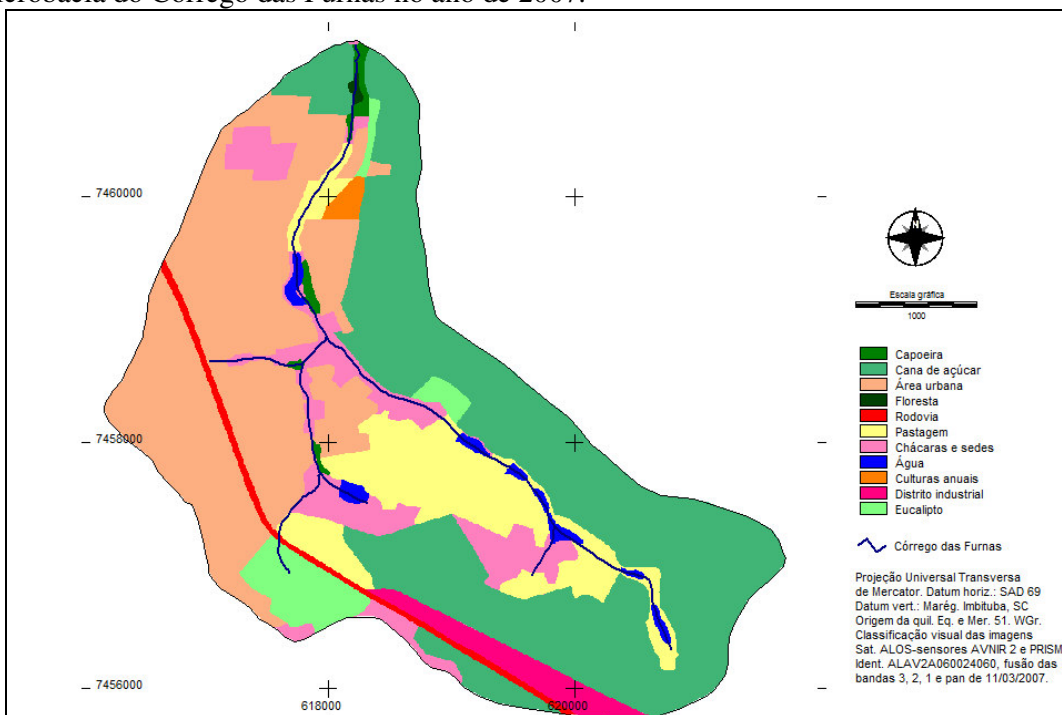 crobacia do Córrego das Furnas no ano de 2007.
7460000
7458000
7456000
618000
620000
Escala gráfica
1000
Capoeira
Cana de açúcar
Área urbana
Floresta
Rodovia
Pastagem
Chácaras e sedes
Água
Culturas anuais
Distrito industrial
Eucalipto
Córrego das Furnas
Projeção Universal Transversa
de Mercator. Datum horiz.: SAD 69
Datum vert.: Marég. Imbituba, SC
Origem da quil. Eq. e Mer. 51. WGr.
Classificação visual das imagens
Sat. ALOS-sensores AVNIR 2 e PRISM
Ident. ALAV2A060024060, fusão das
bandas 3, 2, 1 e pan de 11/03/2007.